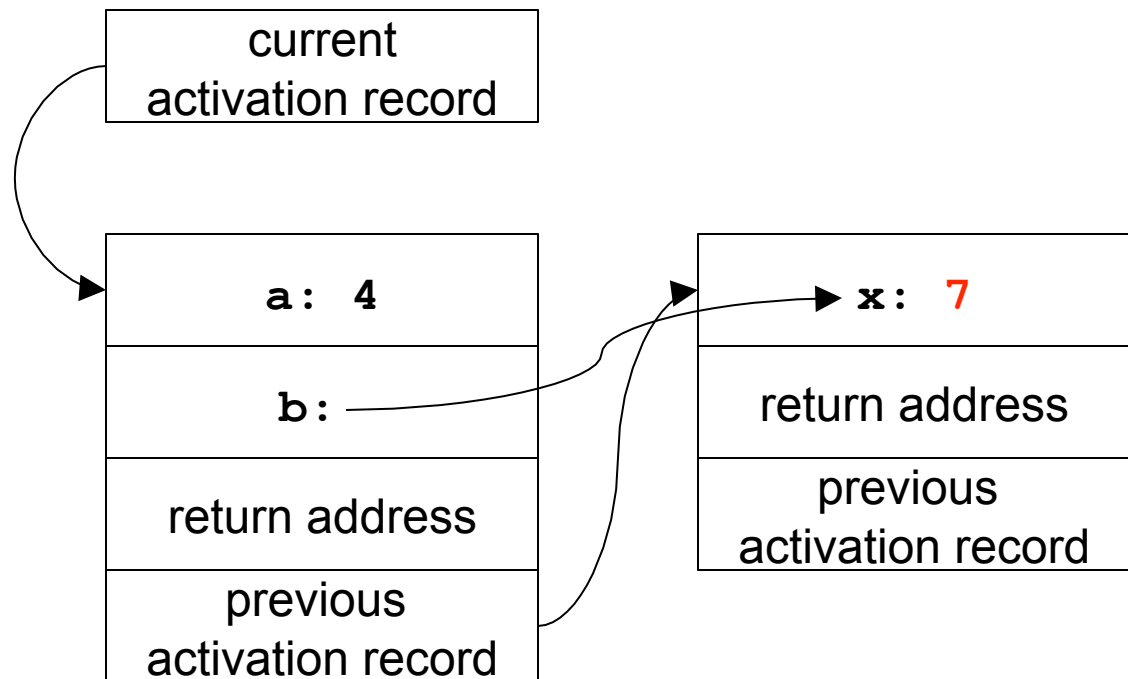 current
activation record
a: 4
b:
return address
previous
activation record
x: 7
return address
previous
activation record